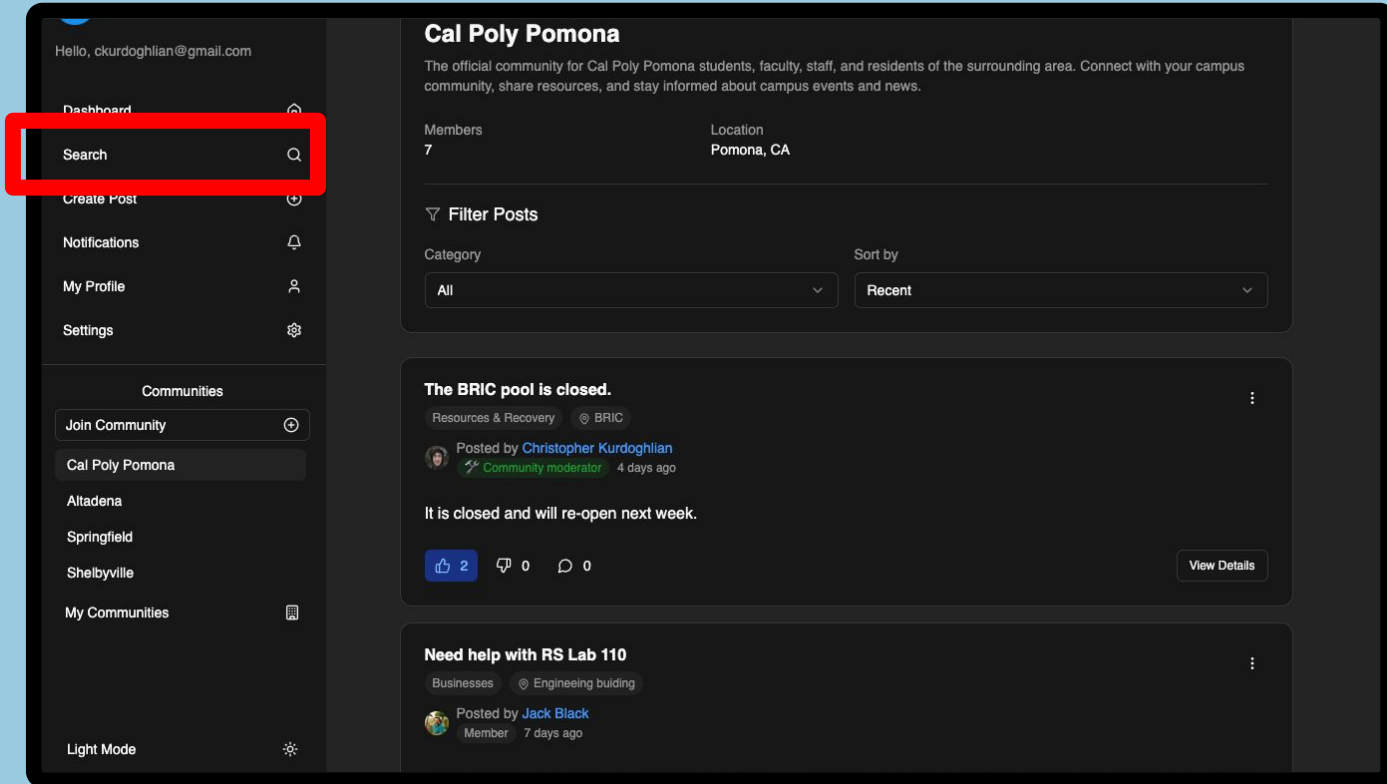 Hello, ckurdoghlian@gmail.com
Dashboard
Search
Create Post
Notifications
My Profile
Settings
Communities
Join Community
Cal Poly Pomona
Altadena
Springfield
Shelbyville
My Communities
Light Mode
Cal Poly Pomona
The official community for Cal Poly Pomona students, faculty, staff, and residents of the surrounding area. Connect with your campus
community, share resources, and stay informed about campus events and news.
Members
7
Location
Pomona, CA
Filter Posts
Category
All
Sort by
Recent
The BRIC pool is closed.
Resources & Recovery BRIC
Posted by Christopher Kurdoghlian
Community moderator 4 days ago
It is closed and will re-open next week.
2 0 0
View Details
Need help with RS Lab 110
Businesses Engineeing buiding
Posted by Jack Black
Member 7 days ago